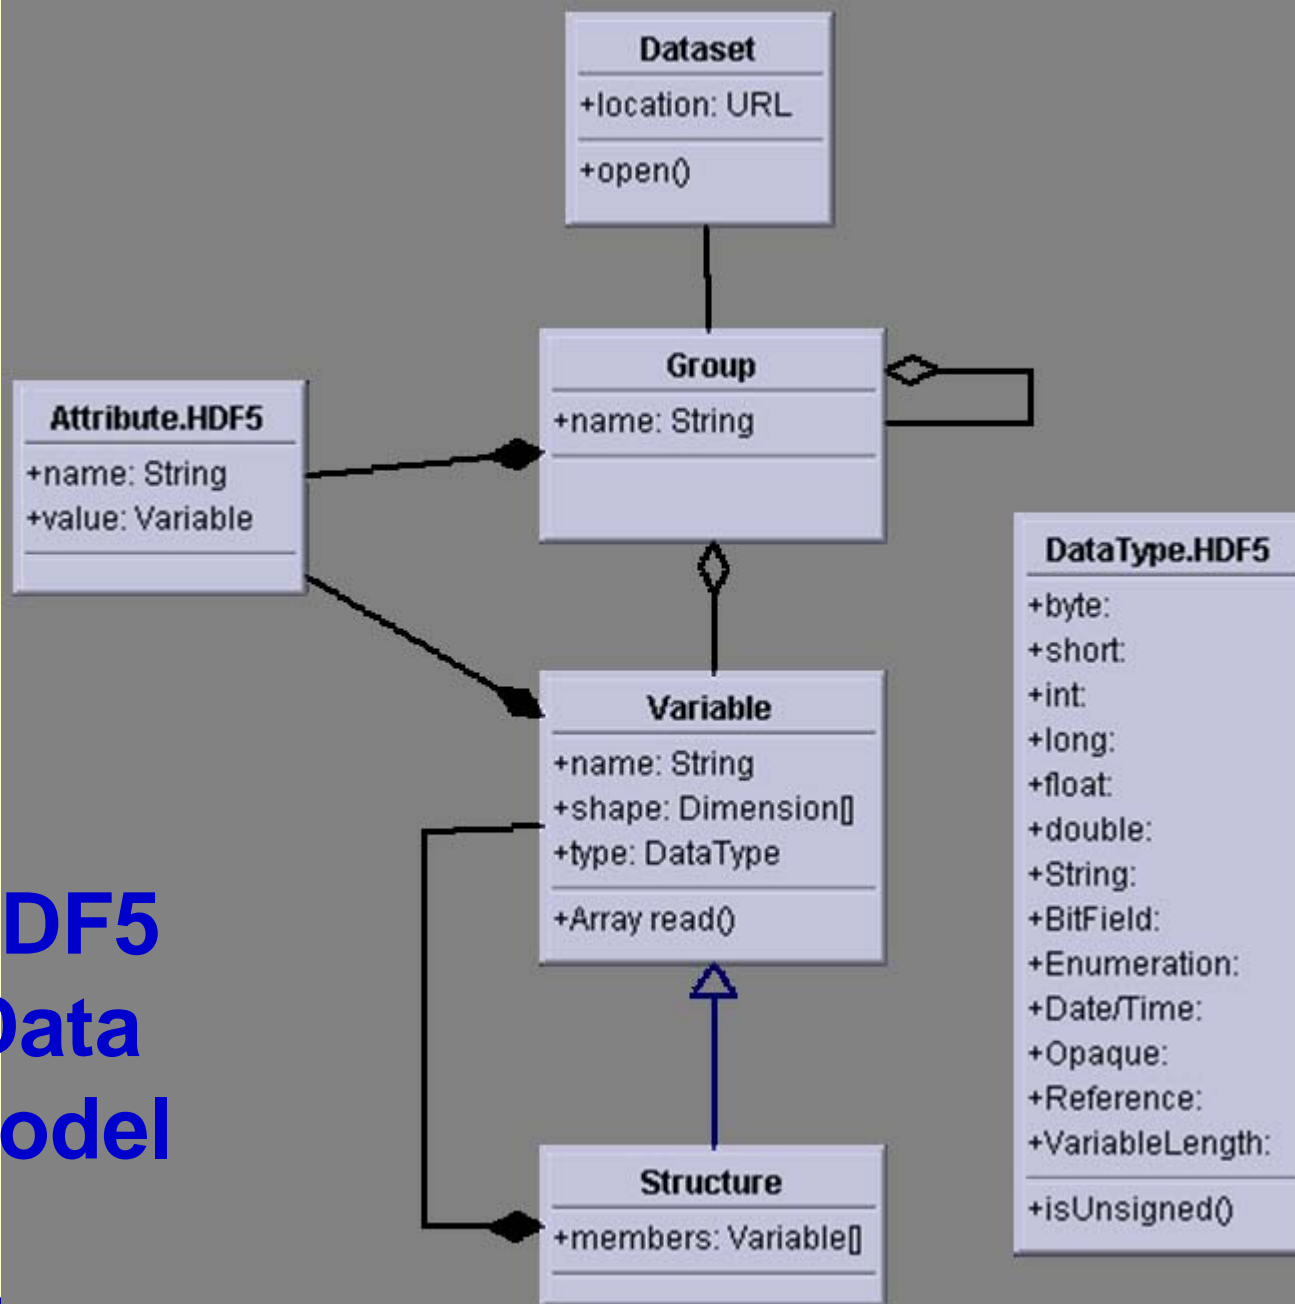 Dataset
+location: URL
+open()
Group
+name: String
Attribute.HDF5
+name: String
+value: Variable
DataType.HDF5
+byte:
+short:
+int:
+long:
+float:
+double:
+String:
+BitField:
+Enumeration:
+Date/Time:
+Opaque:
+Reference:
+VariableLength:
+isUnsigned()
Variable
+name: String
+shape: Dimension[]
+type: DataType
+Array read()
Structure
+members: Variable[]
DF5
Data
odel